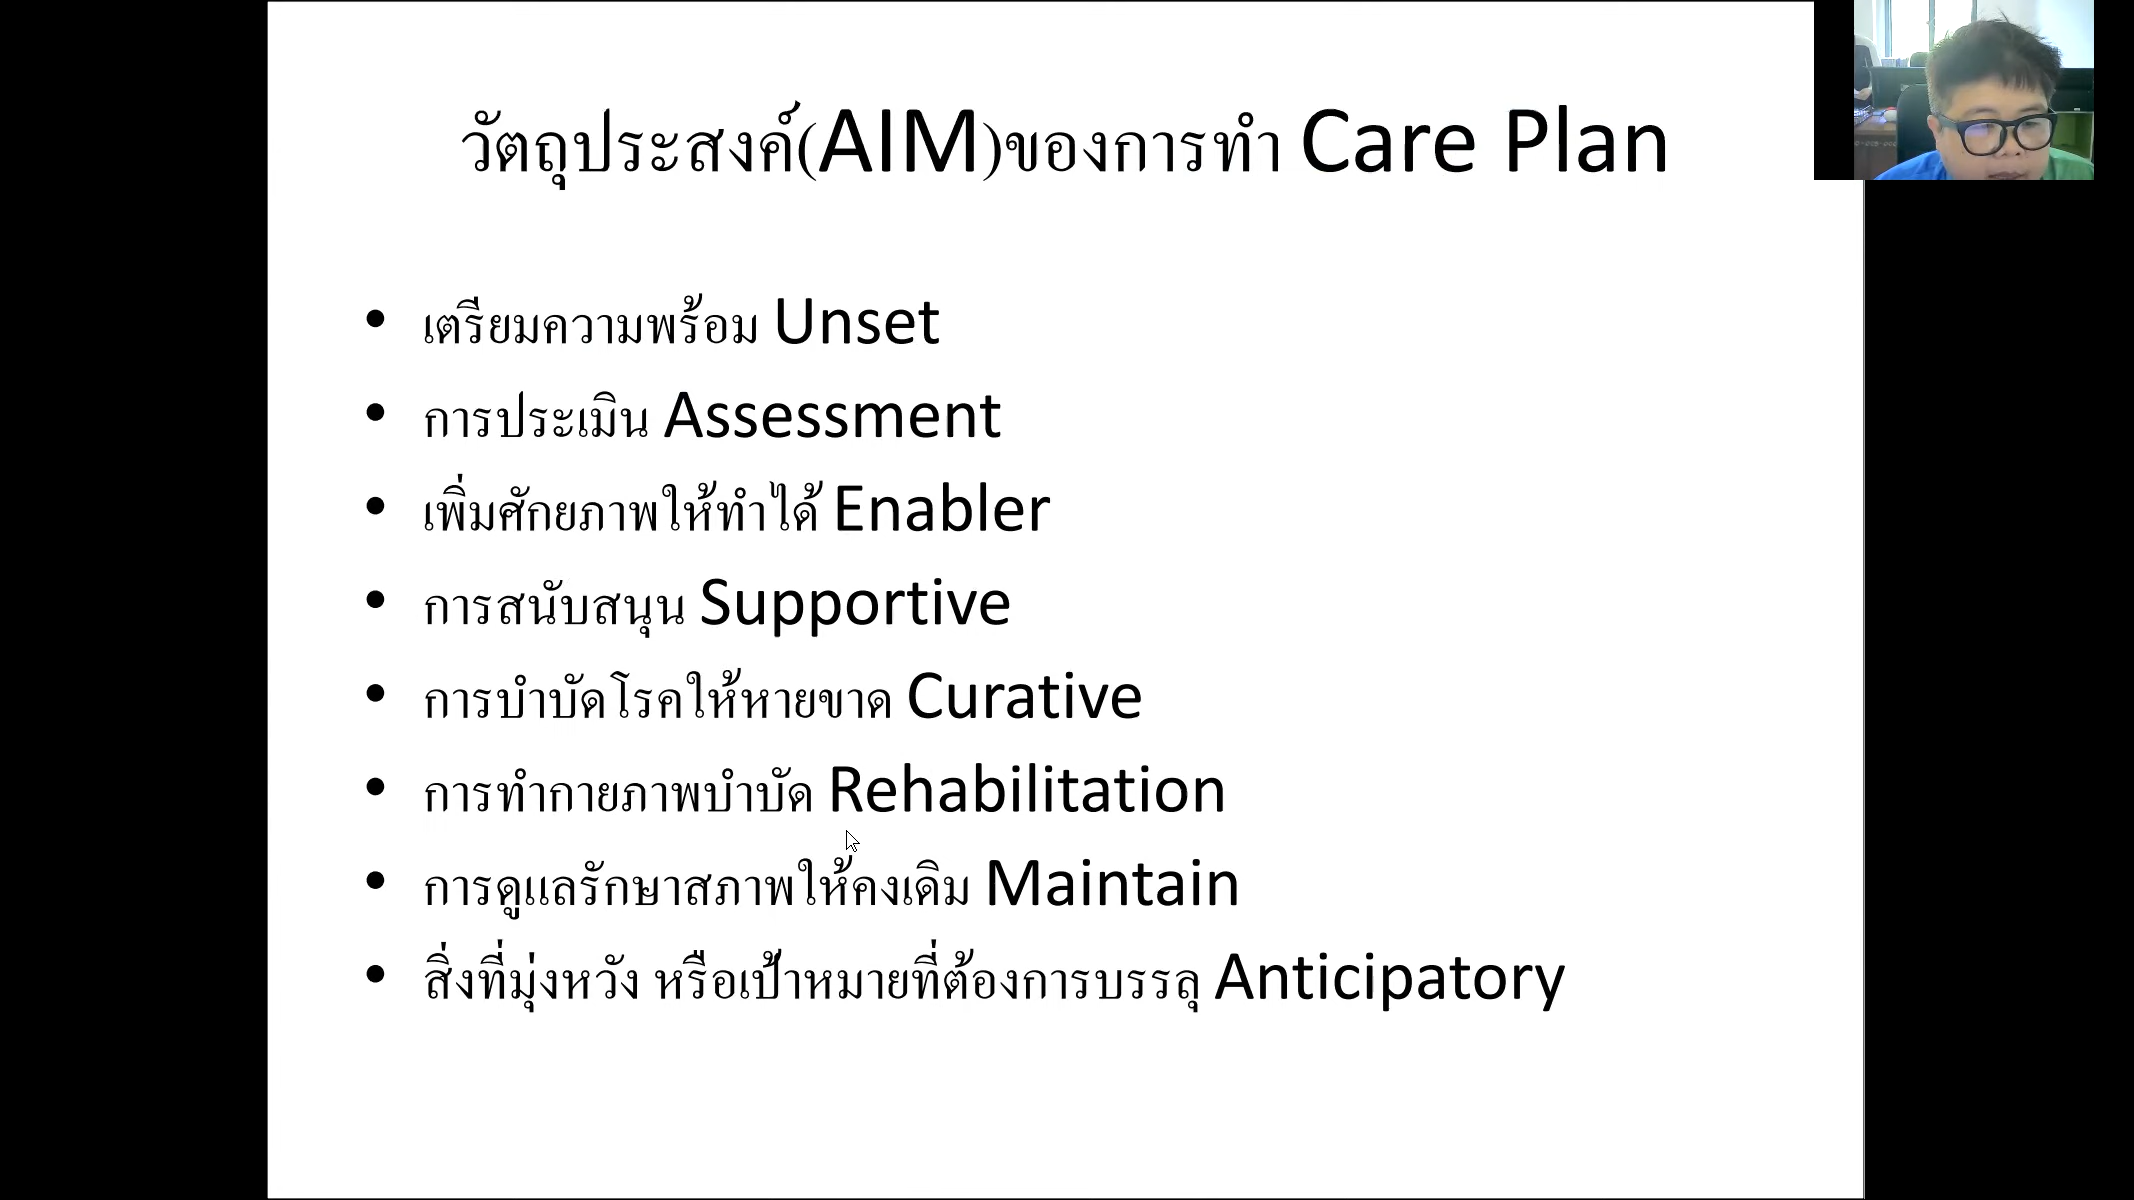 วัตถุประสงค์(AIM)ของการทำ Care Plan
• เตรียมความพร้อม Unset
• การประเมิน Assessment
• เพิ่มศักยภาพให้ทำได้ Enabler
• การสนับสนุน Supportive
• การบำบัดโรคให้หายขาด Curative
• การทำกายภาพบำบัด Rehabilitation
• การดูแลรักษาสภาพให้คงเดิม Maintain
• สิ่งที่มุ่งหวัง หรือเป้าหมายที่ต้องการบรรลุ Anticipatory